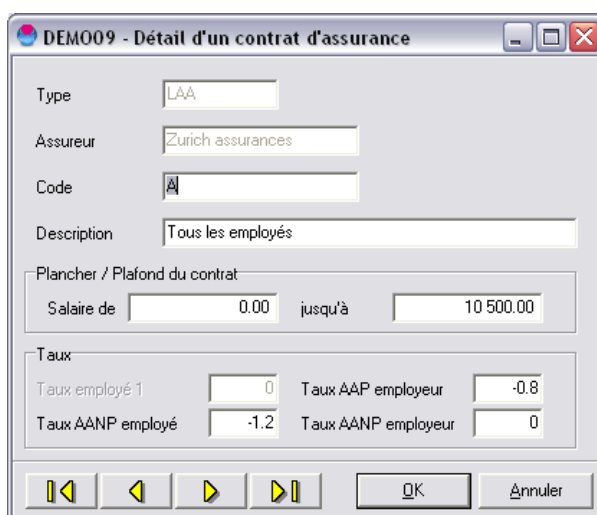 DEMO09 - Détail d'un contrat d'assurance
Type LAA
Assureur Zurich assurances
Code A
Description Tous les employés
Plancher / Plafond du contrat
Salaire de 0.00 jusqu'à 10 500.00
Taux
Taux employé 1 0 Taux AAP employeur -0.8
Taux AANP employé -1.2 Taux AANP employeur 0
OK Annuler